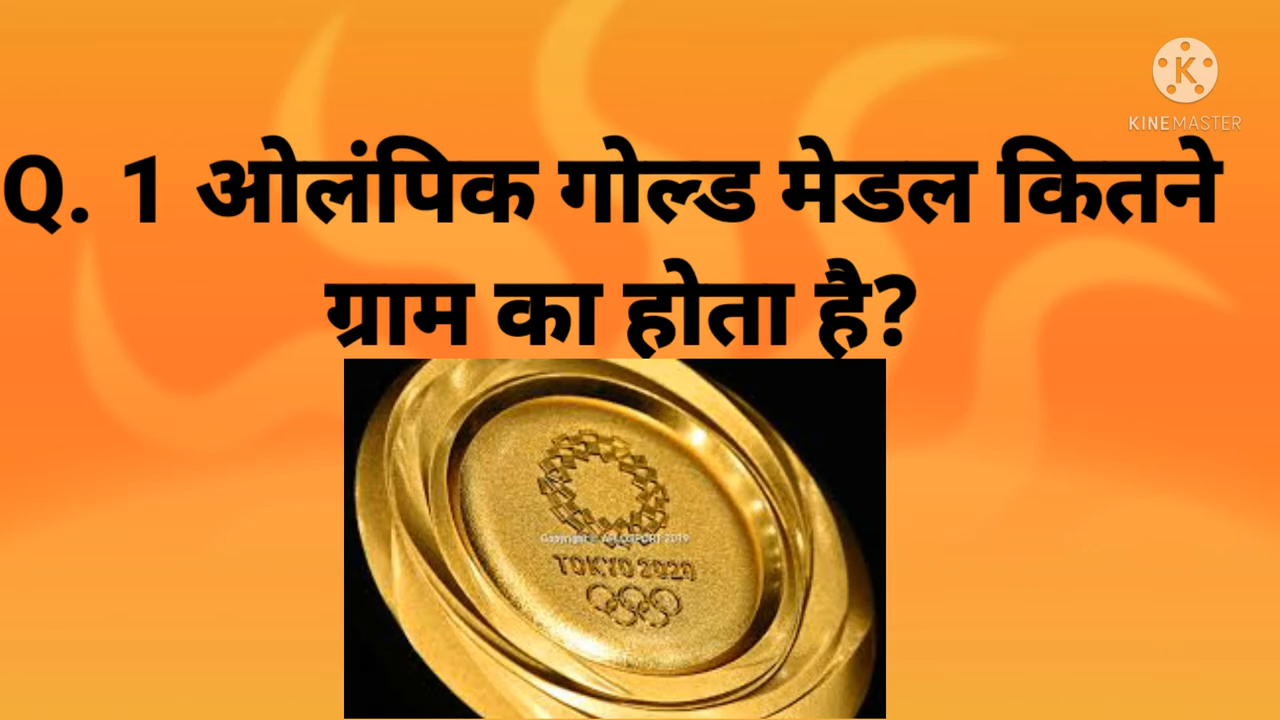 KINEMASTER
Q. 1 ओलंपिक गोल्ड मेडल कितने
ग्राम का होता है?
TOKYO 2020